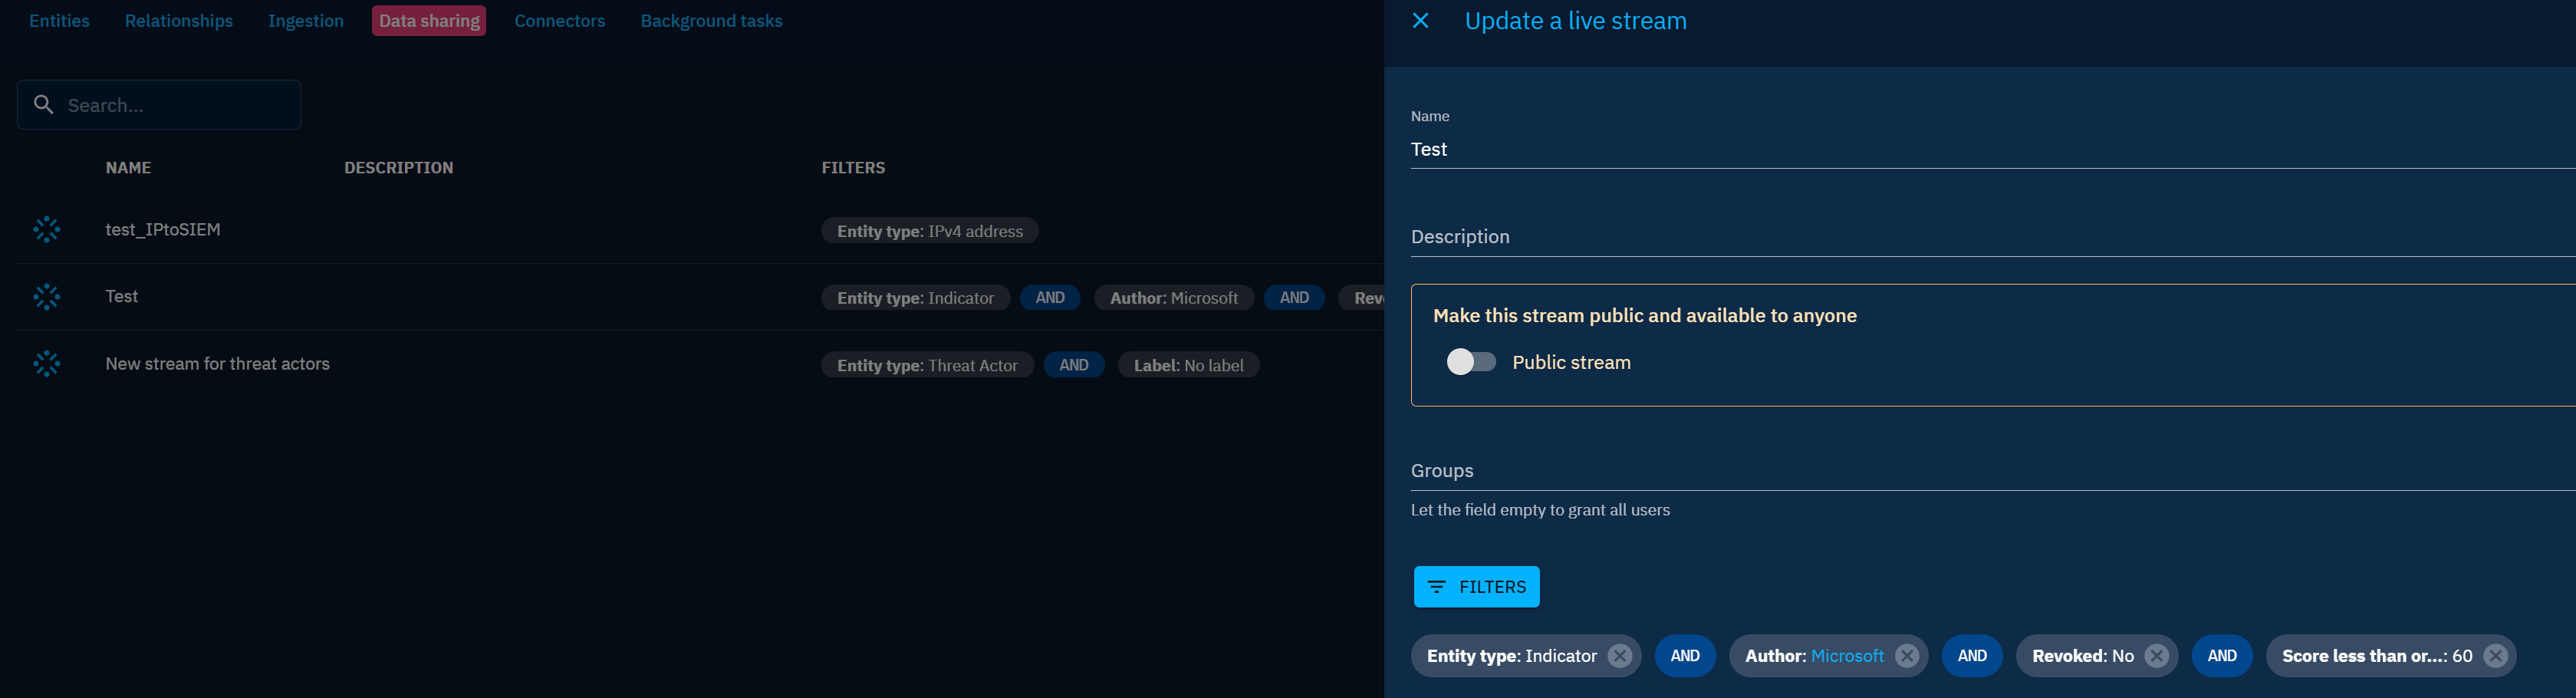 Entities Relationships Ingestion Data sharing Connectors Background tasks
Search...
NAME DESCRIPTION FILTERS
test_IPtoSIEM Entity type: IPv4 address
Test Entity type: Indicator AND Author: Microsoft AND Rev
New stream for threat actors Entity type: Threat Actor AND Label: No label
Update a live stream
Name
Test
Description
Make this stream public and available to anyone
Public stream
Groups
Let the field empty to grant all users
FILTERS
Entity type: Indicator AND Author: Microsoft AND Revoked: No AND Score less than or...: 60